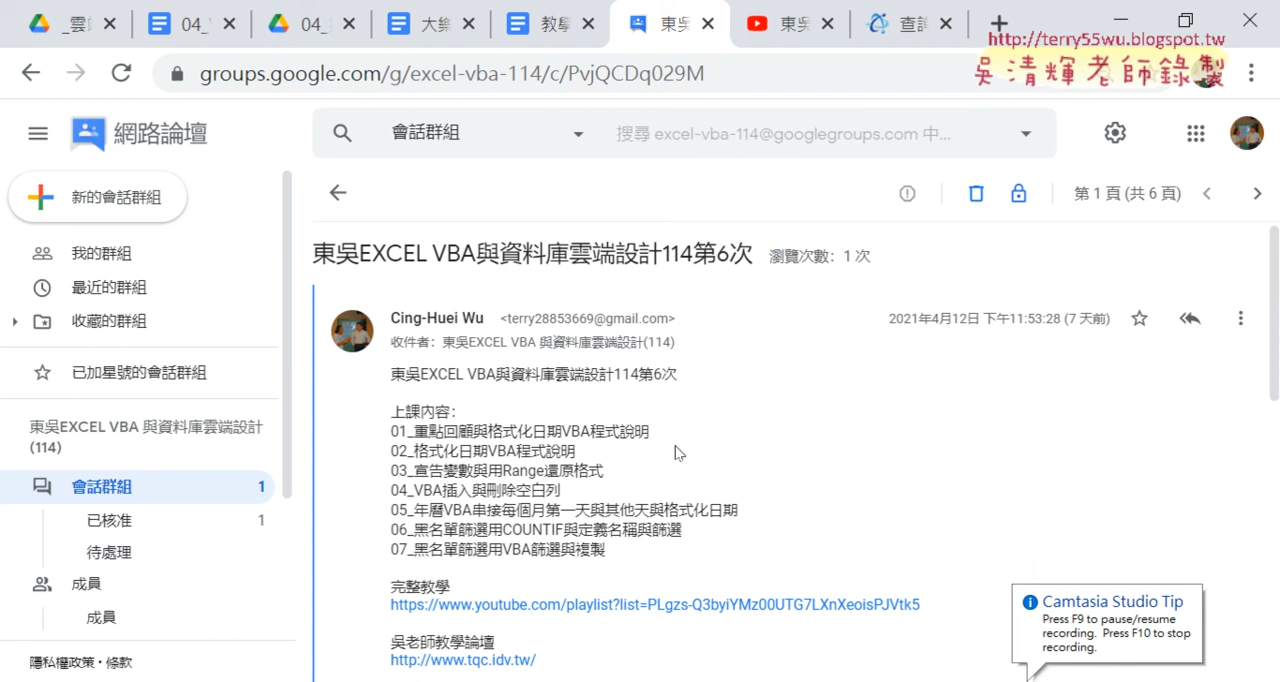 _雲
04_
04_
大樂
教學
東吳
東吳
查詢
http://terry55wu.blogspot.tw
吳清輝老師錄製
groups.google.com/g/excel-vba-114/c/PvjQCDq029M
網路論壇
會話群組
搜尋 excel-vba-114@googlegroups.com 中...
新的會話群組
第 1 頁 (共 6 頁)
我的群組
最近的群組
收藏的群組
已加星號的會話群組
東吳EXCEL VBA 與資料庫雲端設計
(114)
會話群組 1
已核准 1
待處理
成員
成員
隱私權政策 • 條款
東吳EXCEL VBA與資料庫雲端設計114第6次 瀏覽次數：1 次
Cing-Huei Wu <terry28853669@gmail.com> 2021年4月12日 下午11:53:28 (7 天前)
收件者：東吳EXCEL VBA 與資料庫雲端設計(114)
東吳EXCEL VBA與資料庫雲端設計114第6次
上課內容：
01_重點回顧與格式化日期VBA程式說明
02_格式化日期VBA程式說明
03_宣告變數與用Range還原格式
04_VBA插入與刪除空白列
05_年曆VBA串接每個月第一天與其他天與格式化日期
06_黑名單篩選用COUNTIF與定義名稱與篩選
07_黑名單篩選用VBA篩選與複製
完整教學
https://www.youtube.com/playlist?list=PLgzs-Q3byiYMz00UTG7LXnXeoisPJVtk5
吳老師教學論壇
http://www.tqc.idv.tw/
Camtasia Studio Tip
Press F9 to pause/resume
recording. Press F10 to stop
recording.